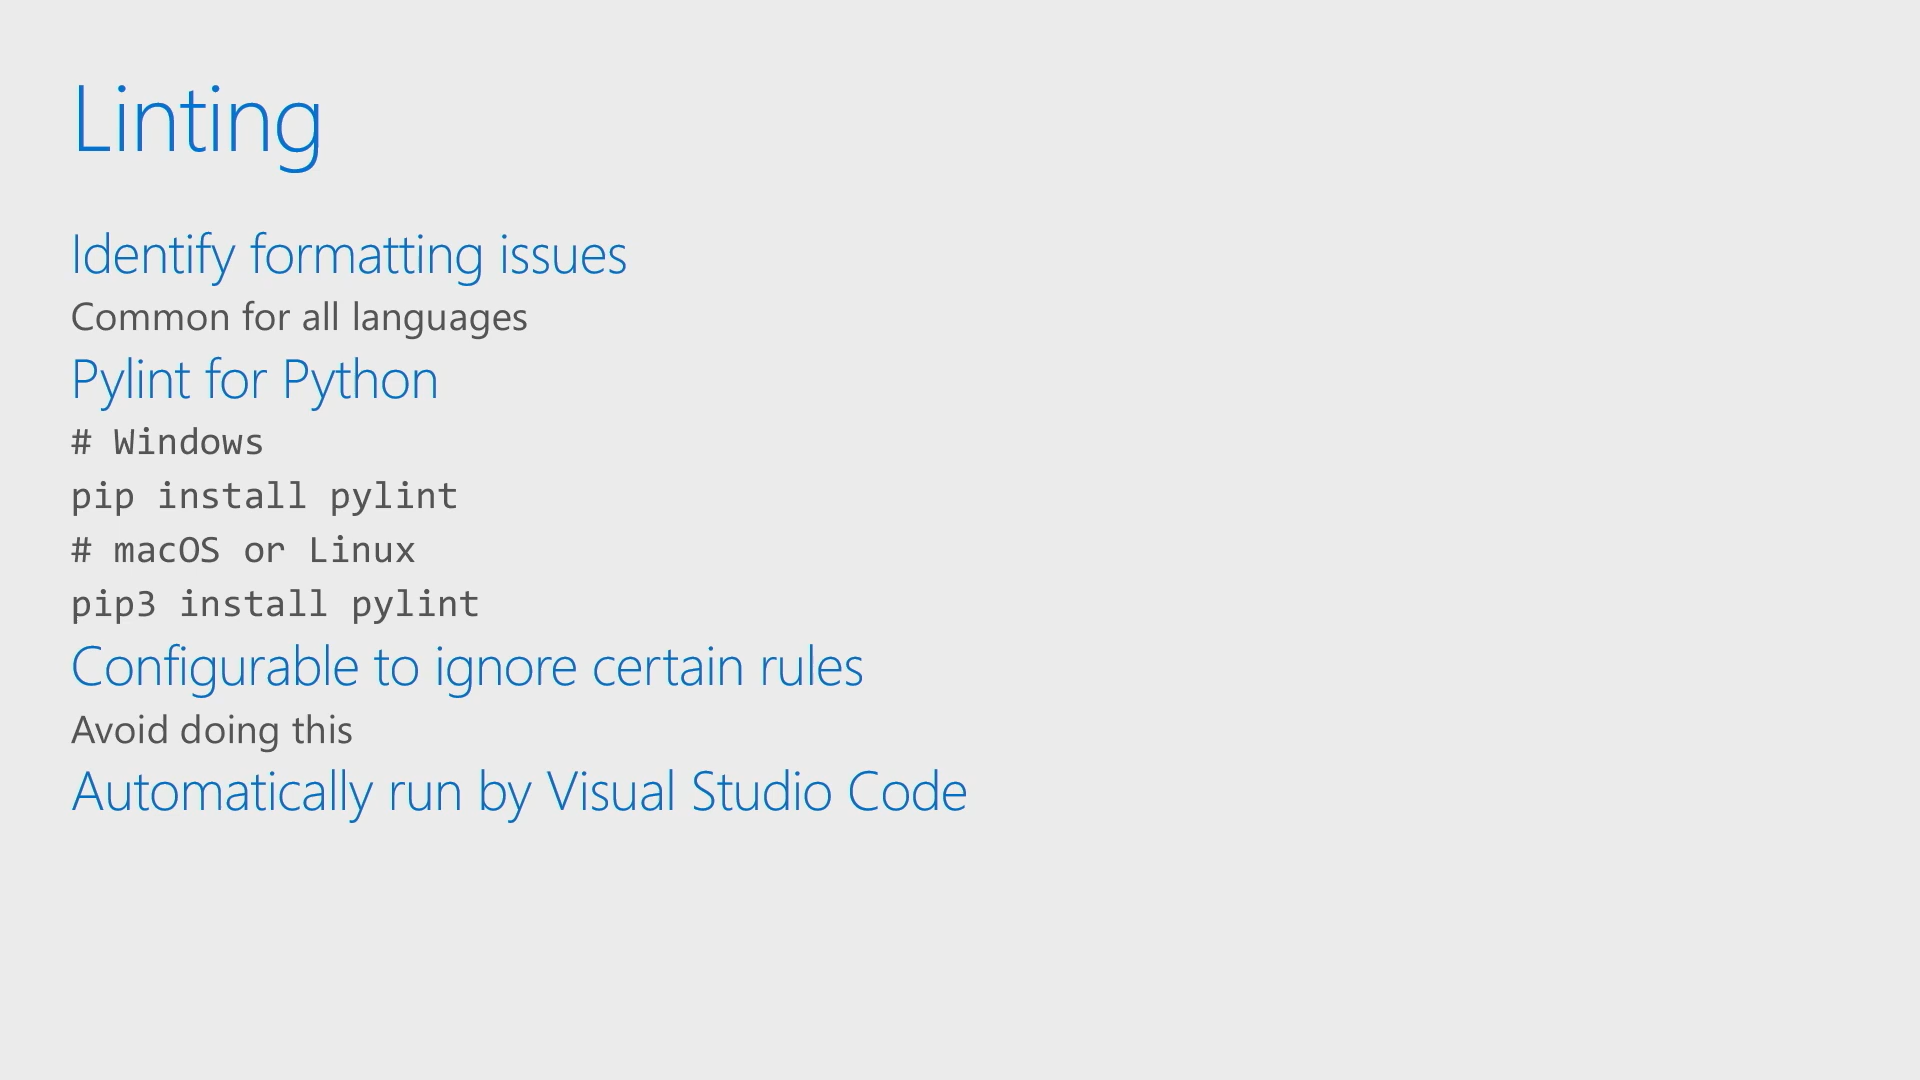 Linting
Identify formatting issues
Common for all languages
Pylint for Python
# Windows
pip install pylint
# macOS or Linux
pip3 install pylint
Configurable to ignore certain rules
Avoid doing this
Automatically run by Visual Studio Code